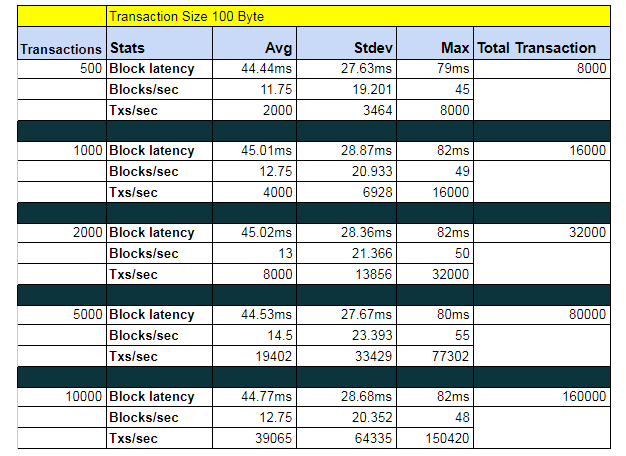 Transaction Size 100 Byte
Transactions Stats Avg Stdev Max Total Transaction
500 Block latency 44.44ms 27.63ms 79ms 8000
Blocks/sec 11.75 19.201 45
Txs/sec 2000 3464 8000
1000 Block latency 45.01ms 28.87ms 82ms 16000
Blocks/sec 12.75 20.933 49
Txs/sec 4000 6928 16000
2000 Block latency 45.02ms 28.36ms 82ms 32000
Blocks/sec 13 21.366 50
Txs/sec 8000 13856 32000
5000 Block latency 44.53ms 27.67ms 80ms 80000
Blocks/sec 14.5 23.393 55
Txs/sec 19402 33429 77302
10000 Block latency 44.77ms 28.68ms 82ms 160000
Blocks/sec 12.75 20.352 48
Txs/sec 39065 64335 150420